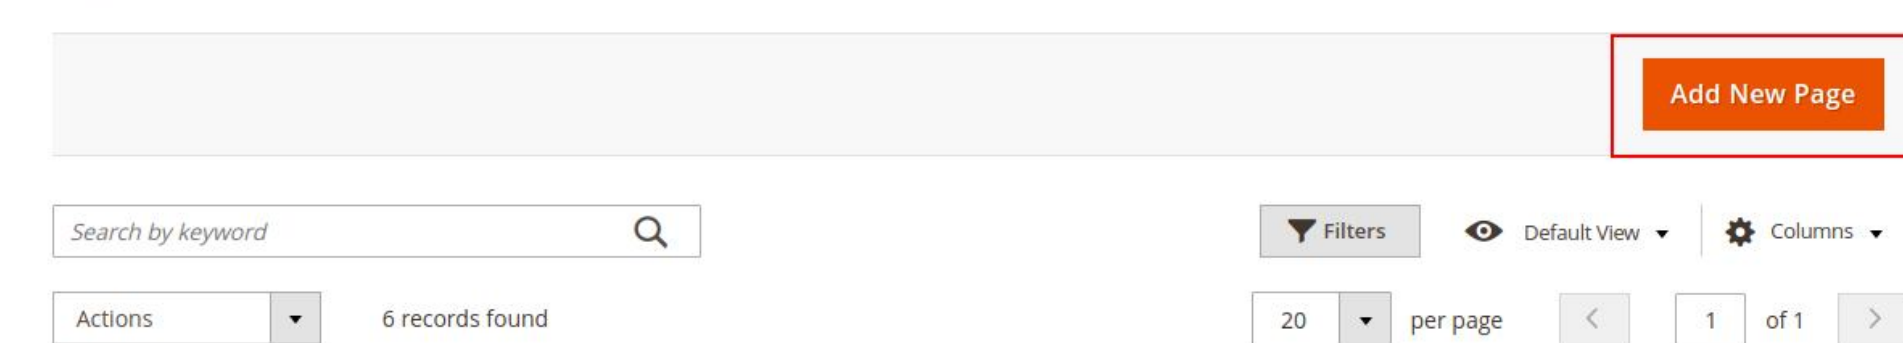 Add New Page
Search by keyword Filters Default View Columns
Actions 6 records found 20 per page 1 of 1